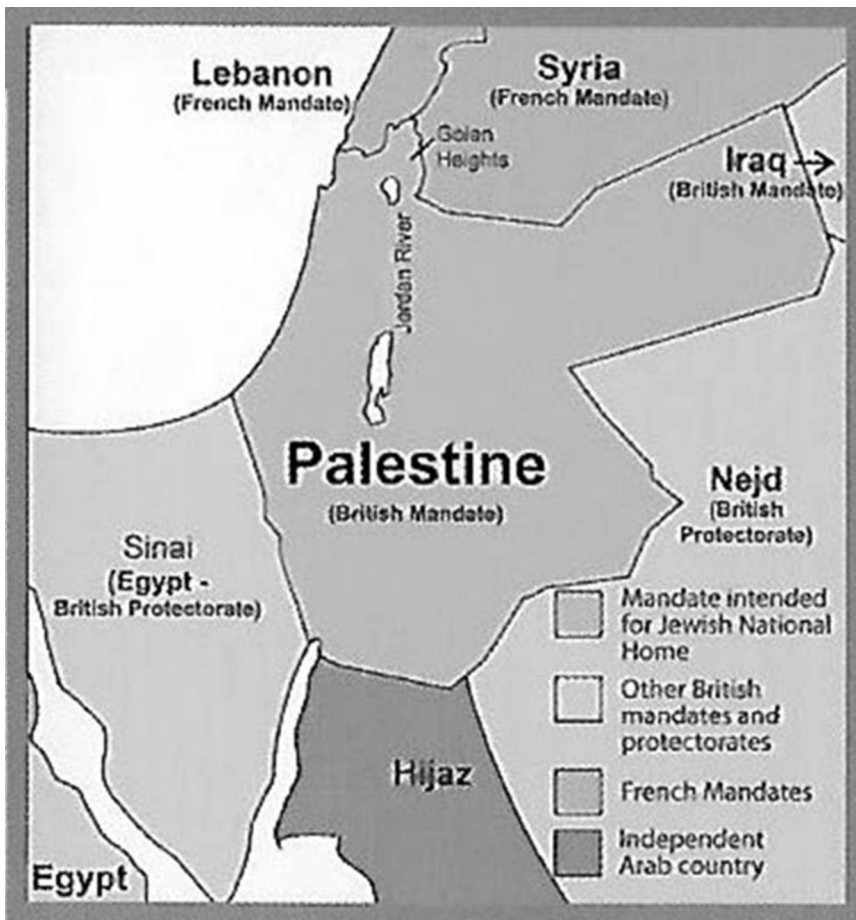 Lebanon
(French Mandate)
Syria
(French Mandate)
Golan
Heights
Iraq →
(British Mandate)
Jordan River
Palestine
(British Mandate)
Nejd
(British
Protectorate)
Sinai
(Egypt -
British Protectorate)
Mandate intended
for Jewish National
Home
Other British
mandates and
protectorates
Hijaz
French Mandates
Independent
Arab country
Egypt